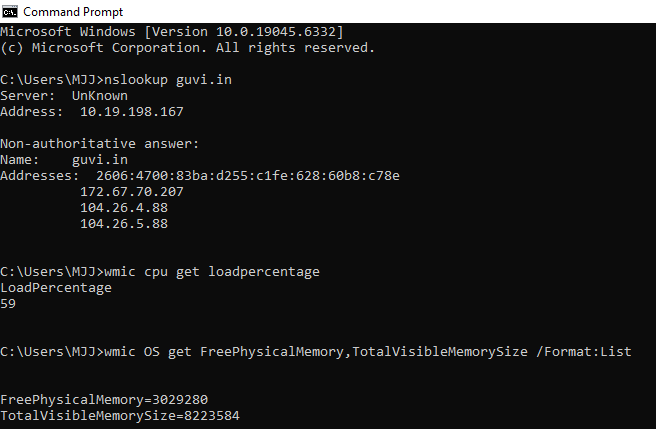 Command Prompt
Microsoft Windows [Version 10.0.19045.6332]
(c) Microsoft Corporation. All rights reserved.
C:\Users\MJJ>nslookup guvi.in
Server:  UnKnown
Address:  10.19.198.167
Non-authoritative answer:
Name:    guvi.in
Addresses:  2606:4700:83ba:d255:c1fe:628:60b8:c78e
172.67.70.207
104.26.4.88
104.26.5.88
C:\Users\MJJ>wmic cpu get loadpercentage
LoadPercentage
59
C:\Users\MJJ>wmic OS get FreePhysicalMemory,TotalVisibleMemorySize /Format:List
FreePhysicalMemory=3029280
TotalVisibleMemorySize=8223584